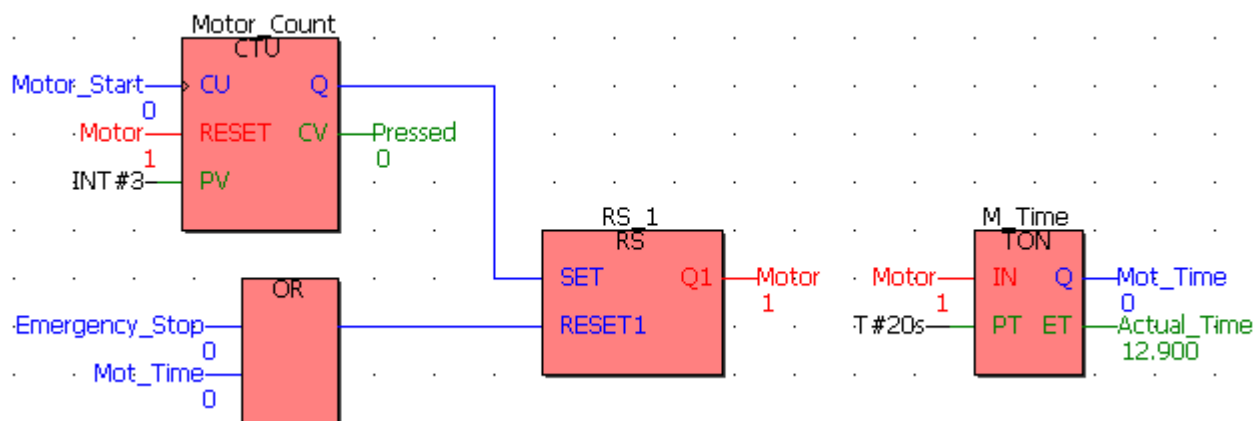 Motor_Count
CTU
Motor_Start CU Q
0
Motor RESET CV Pressed
1 0
INT#3 PV
RS_1
RS
SET Q1 Motor
1
RESET1
OR
Emergency_Stop
0
Mot_Time
0
M_Time
TON
Motor IN Q Mot_Time
1 0
T#20s PT ET Actual_Time
12.900